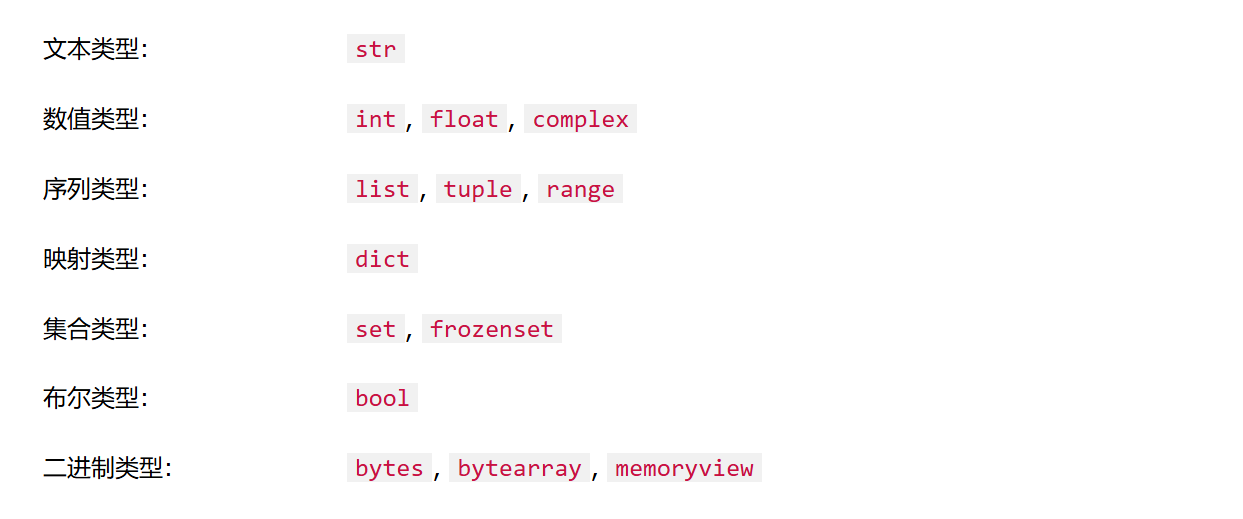 文本类型: str
数值类型: int, float, complex
序列类型: list, tuple, range
映射类型: dict
集合类型: set, frozenset
布尔类型: bool
二进制类型: bytes, bytearray, memoryview